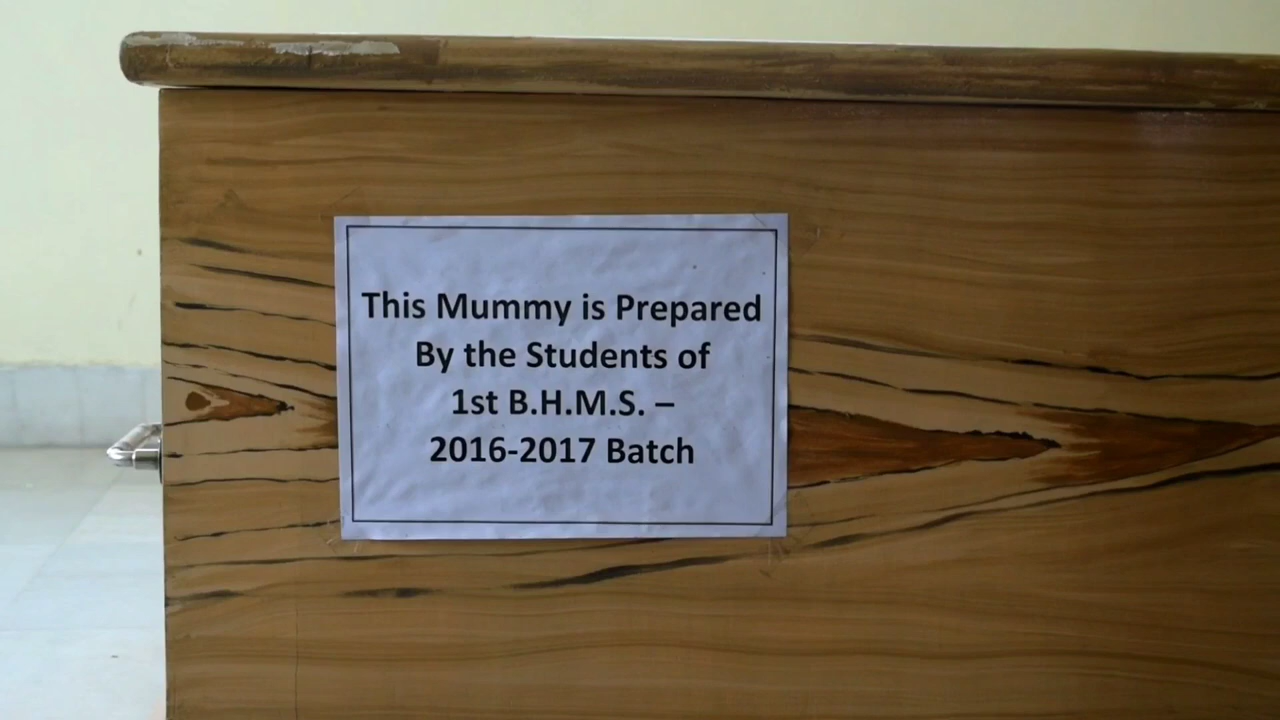 This Mummy is Prepared
By the Students of
1st B.H.M.S. –
2016-2017 Batch